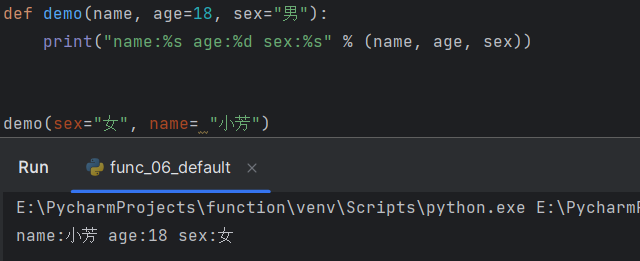 def demo(name, age=18, sex="男"):
    print("name:%s age:%d sex:%s" % (name, age, sex))
demo(sex="女", name= "小芳")
Run func_06_default ×
E:\PycharmProjects\function\venv\Scripts\python.exe E:\Pycharm
name:小芳 age:18 sex:女